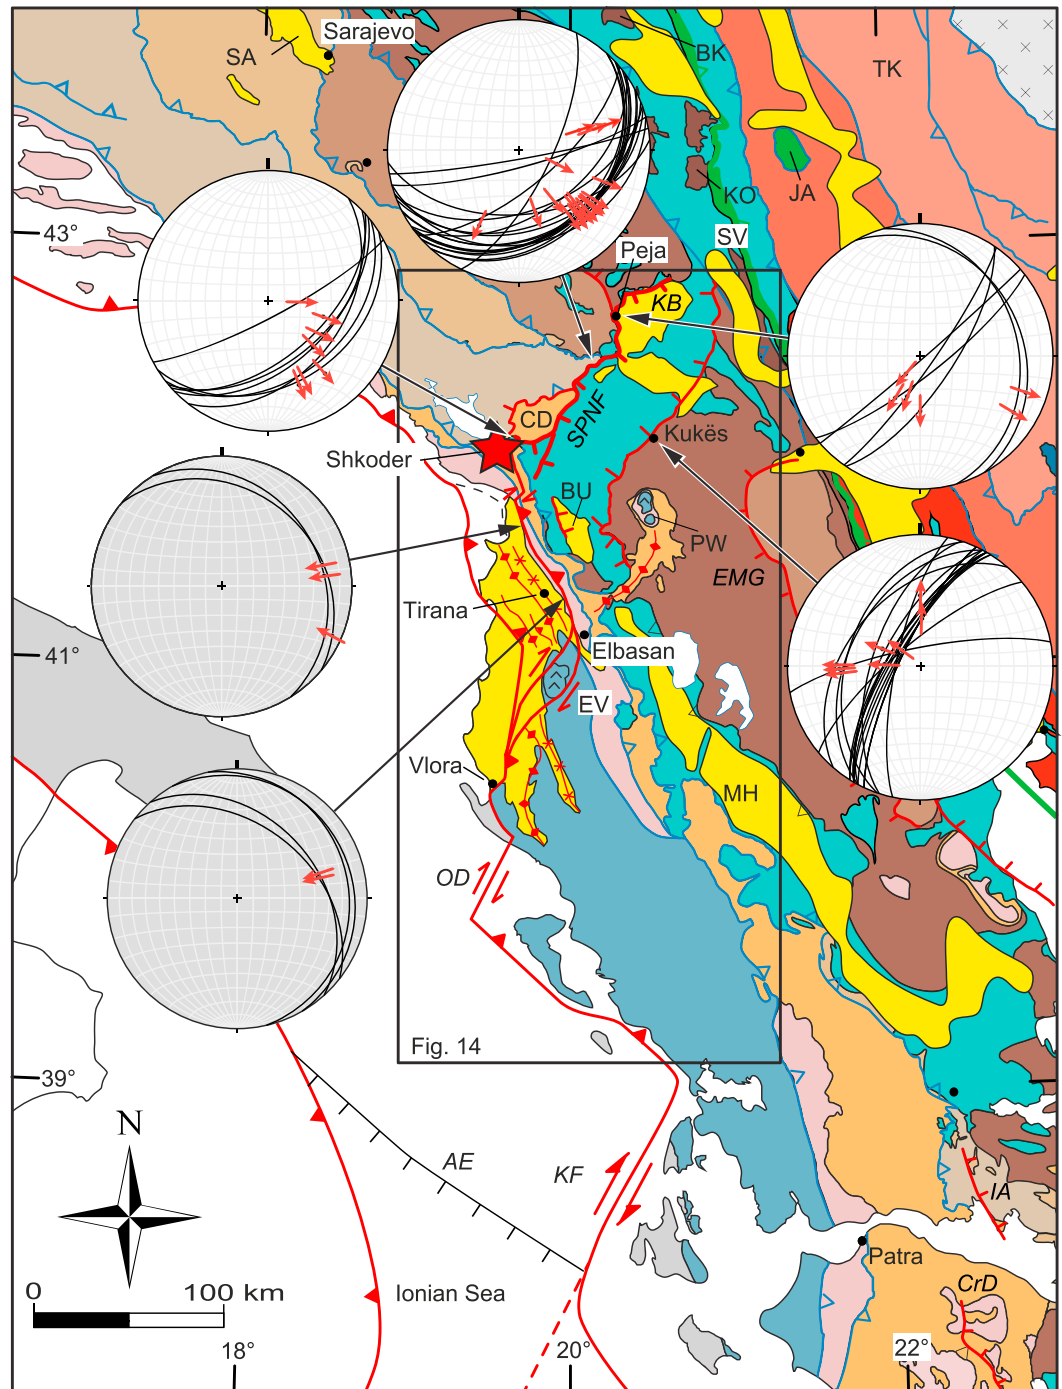 Sarajevo
SA
BK
TK
KO
JA
43°
SV
Peja
KB
CD
SPNIF
Kukës
Shkoder
BU
PW
EMG
Tirana
41°
Elbasan
EV
Vlora
MH
OD
Fig. 14
39°
N
AE
KF
IA
0 100 km
Ionian Sea
Patra
CrD
18° 20° 22°